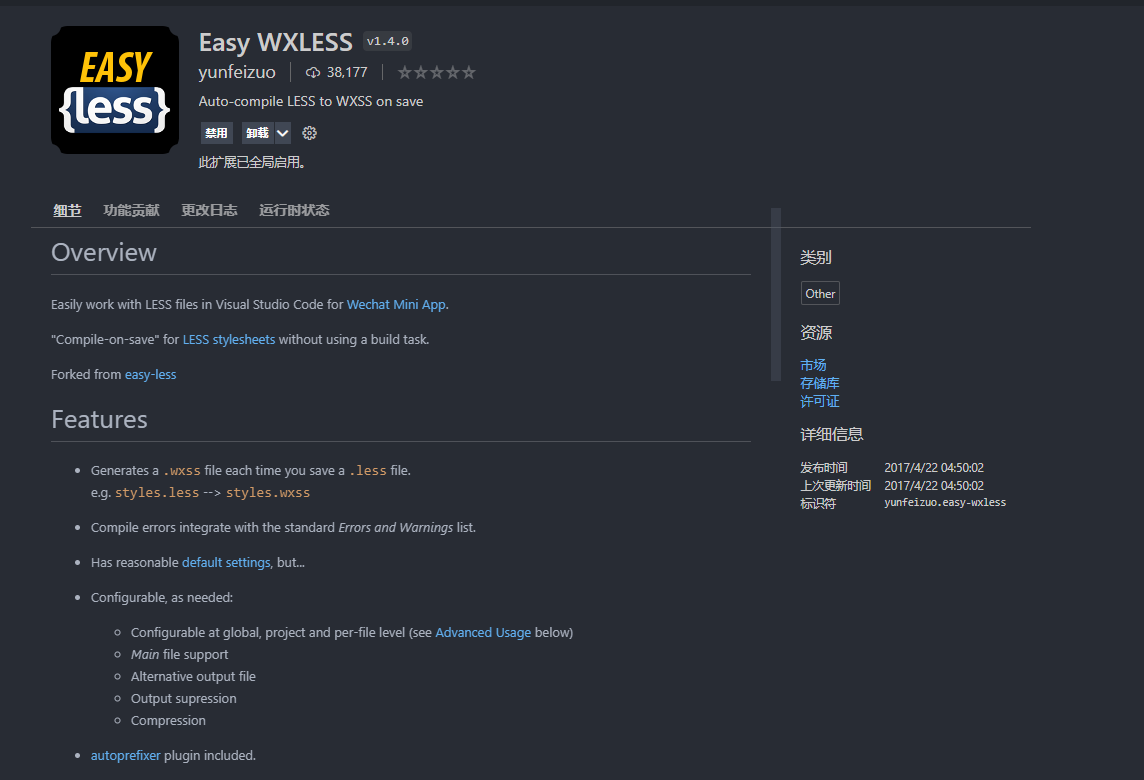 EASY
{less}
Easy WXLESS v1.4.0
yunfeizuo 38,177
Auto-compile LESS to WXSS on save
禁用 卸载
此扩展已全局启用。
细节 功能贡献 更改日志 运行时状态
Overview
Easily work with LESS files in Visual Studio Code for Wechat Mini App.
"Compile-on-save" for LESS stylesheets without using a build task.
Forked from easy-less
Features
Generates a .wxss file each time you save a .less file.
e.g. styles.less --> styles.wxss
Compile errors integrate with the standard Errors and Warnings list.
Has reasonable default settings, but...
Configurable, as needed:
Configurable at global, project and per-file level (see Advanced Usage below)
Main file support
Alternative output file
Output supression
Compression
autoprefixer plugin included.
类别
Other
资源
市场
存储库
许可证
详细信息
发布时间 2017/4/22 04:50:02
上次更新时间 2017/4/22 04:50:02
标识符 yunfeizuo.easy-wxless